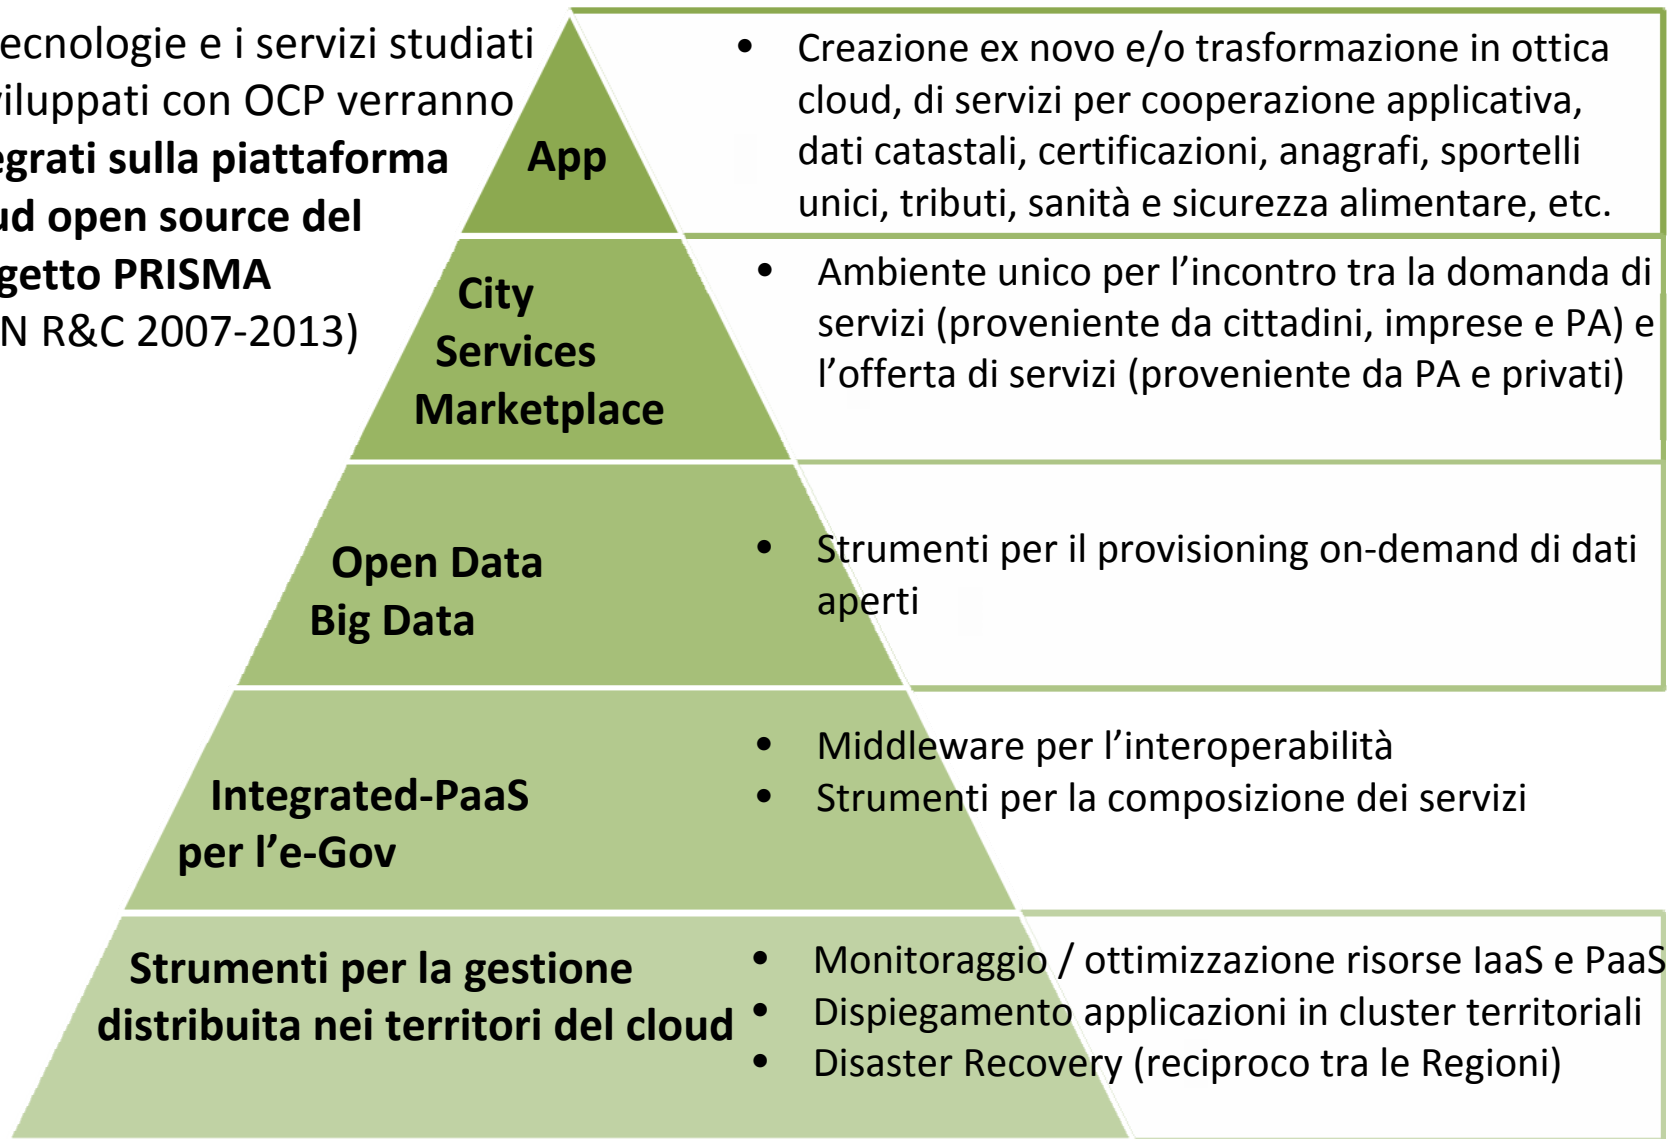 ecnologie e i servizi studiati
viluppati con OCP verranno
egrati sulla piattaforma
ud open source del
getto PRISMA
N R&C 2007-2013)
App
• Creazione ex novo e/o trasformazione in ottica
cloud, di servizi per cooperazione applicativa,
dati catastali, certificazioni, anagrafi, sportelli
unici, tributi, sanità e sicurezza alimentare, etc.
City
Services
Marketplace
• Ambiente unico per l’incontro tra la domanda di
servizi (proveniente da cittadini, imprese e PA) e
l’offerta di servizi (proveniente da PA e privati)
Open Data
Big Data
• Strumenti per il provisioning on-demand di dati
aperti
Integrated-PaaS
per l’e-Gov
• Middleware per l’interoperabilità
• Strumenti per la composizione dei servizi
Strumenti per la gestione
distribuita nei territori del cloud
• Monitoraggio / ottimizzazione risorse IaaS e PaaS
• Dispiegamento applicazioni in cluster territoriali
• Disaster Recovery (reciproco tra le Regioni)